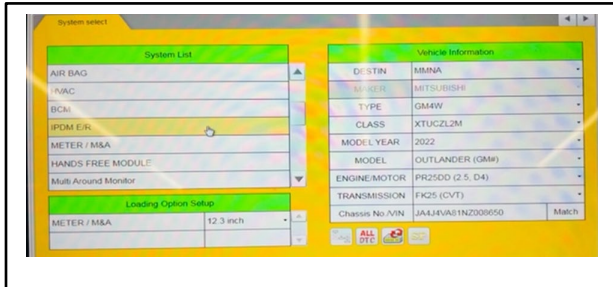 System select
System List
AIR BAG
HVAC
BCM
IPDM E/R
METER / M&A
HANDS FREE MODULE
Multi Around Monitor
Loading Option Setup
METER / M&A 12.3 inch
Vehicle Information
DESTIN MMNA
MAKER MITSUBISHI
TYPE GM4W
CLASS XTUCZL2M
MODEL YEAR 2022
MODEL OUTLANDER (GM#)
ENGINE/MOTOR PR25DD (2.5, D4)
TRANSMISSION FK25 (CVT)
Chassis No./VIN JA4J4VA81NZ000650 Match
ALL
DTC